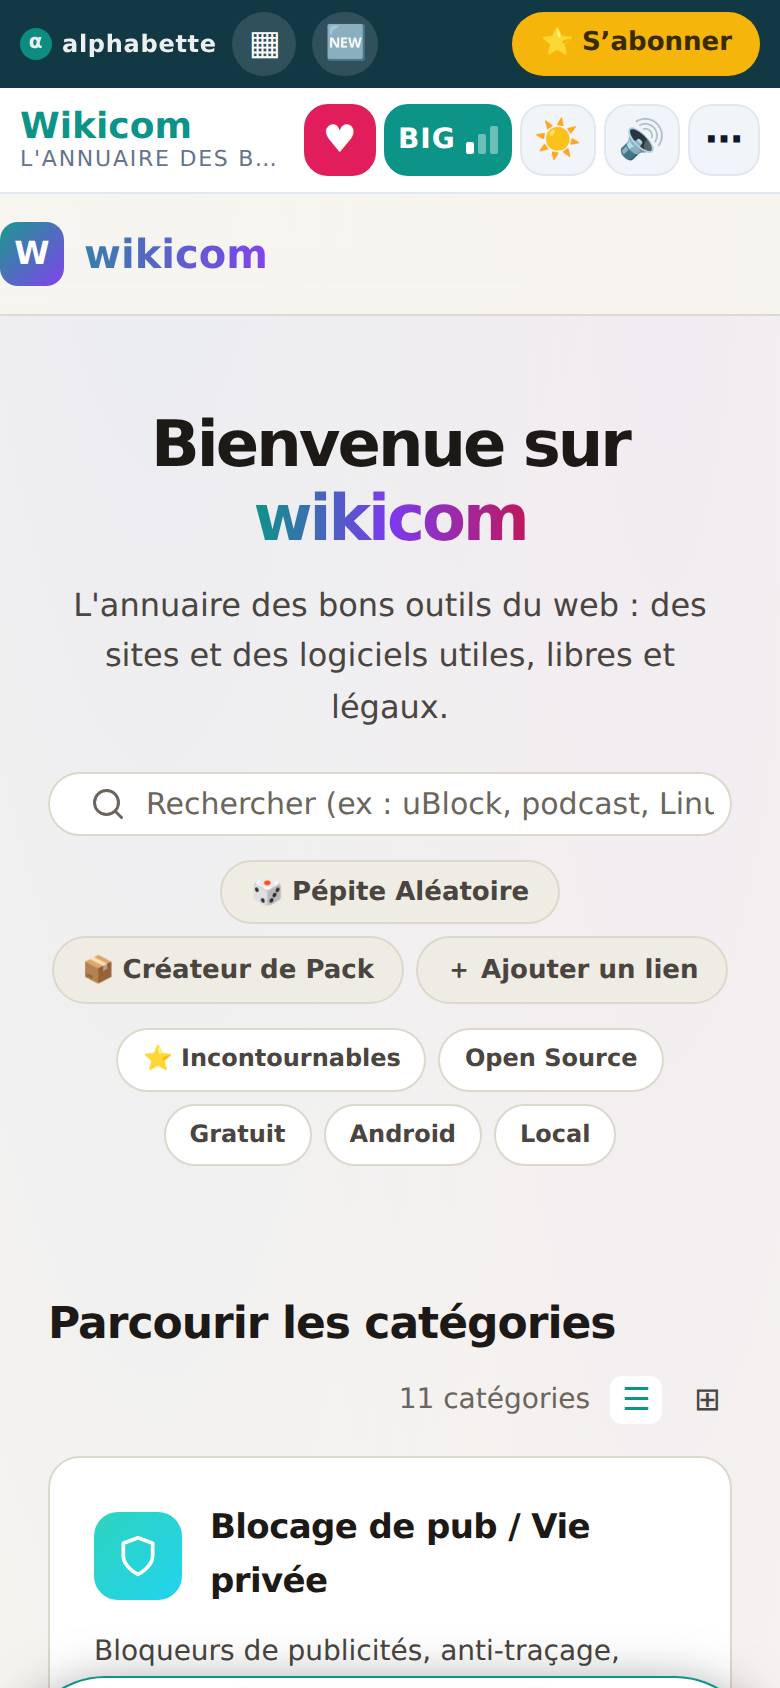 α alphabette NEW ⭐ S’abonner
Wikicom
L'ANNUAIRE DES B…
BIG
W wikicom
Bienvenue sur
wikicom
L'annuaire des bons outils du web : des
sites et des logiciels utiles, libres et
légaux.
Rechercher (ex : uBlock, podcast, Linu
🎲 Pépite Aléatoire
📦 Créateur de Pack + Ajouter un lien
⭐ Incontournables Open Source
Gratuit Android Local
Parcourir les catégories
11 catégories
Blocage de pub / Vie
privée
Bloqueurs de publicités, anti-traçage,